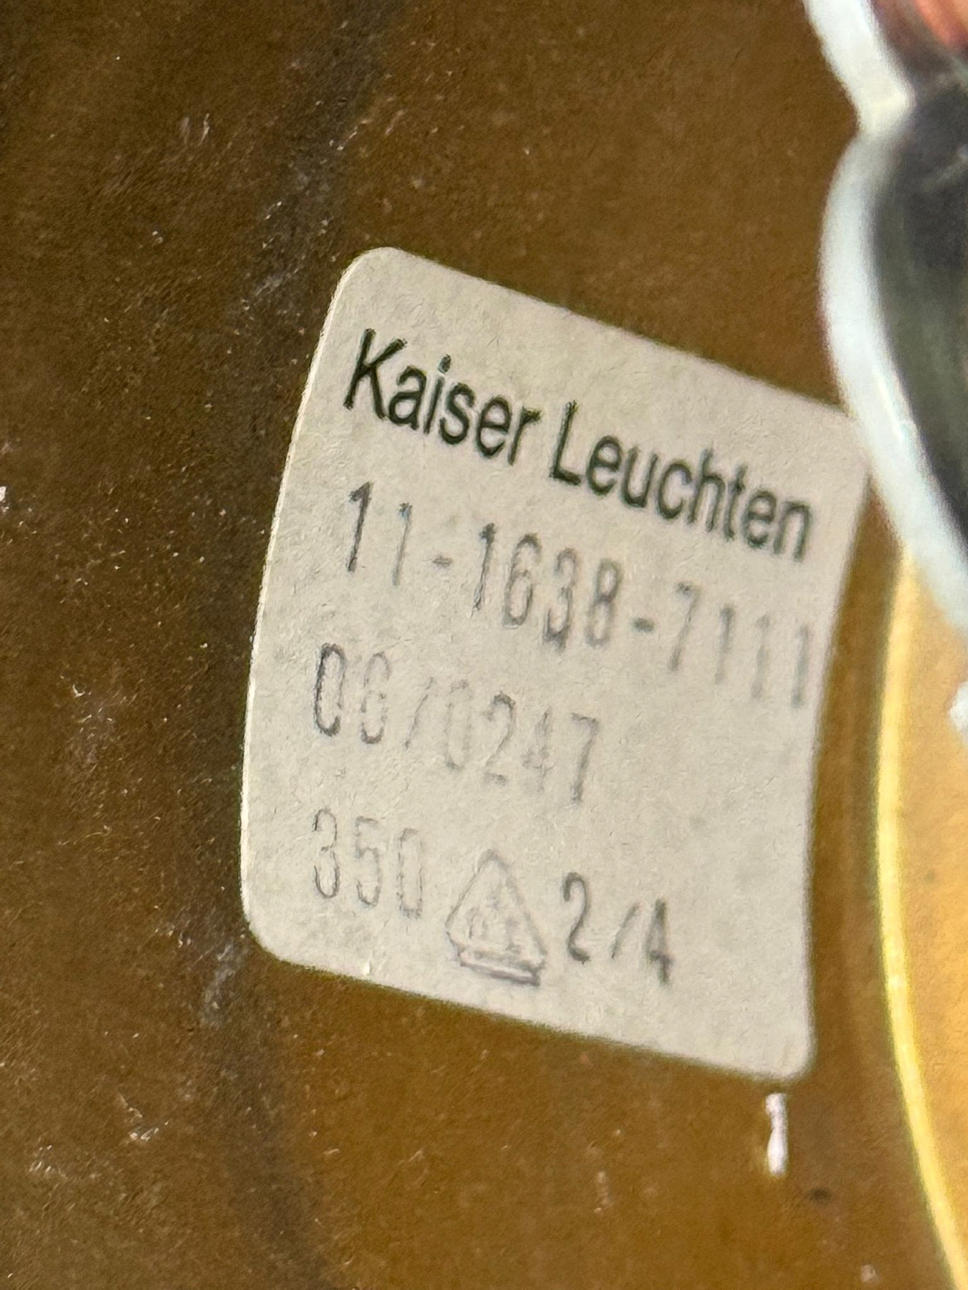 Kaiser Leuchten
11-1638-7111
06/0247
350 2/4